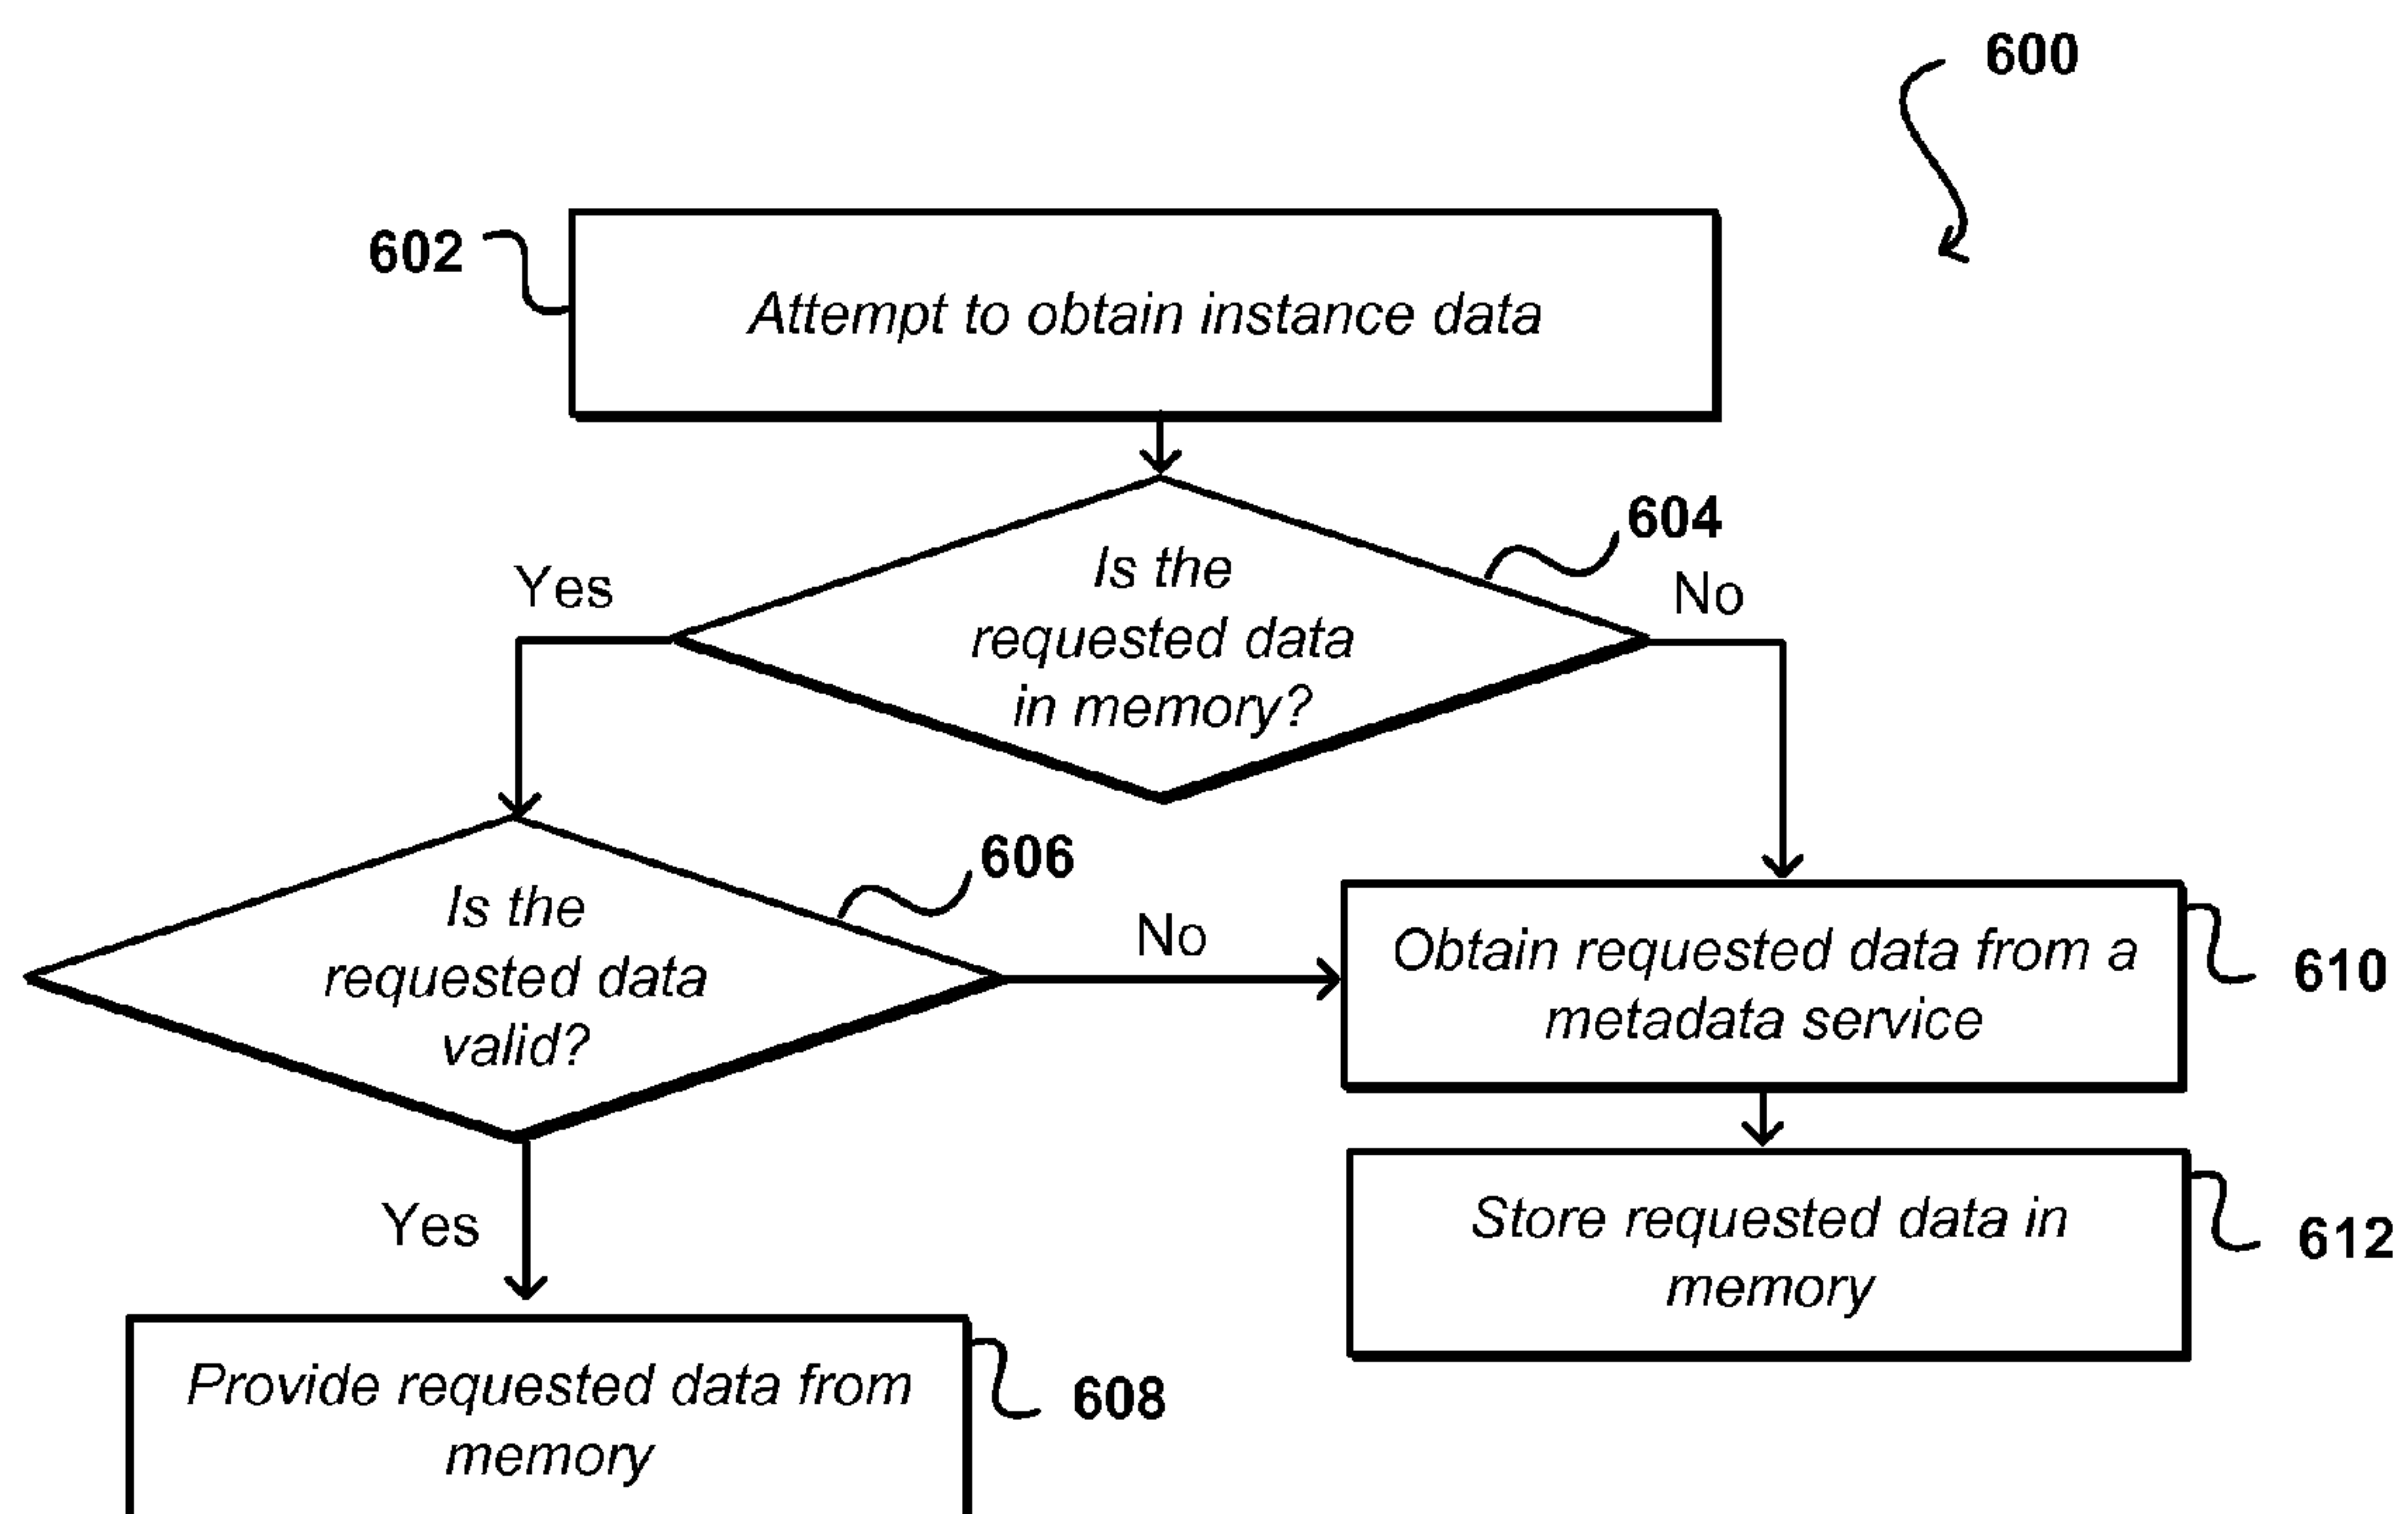 600
602
Attempt to obtain instance data
604
Yes
Is the
requested data
in memory?
No
606
Is the
requested data
valid?
No
Obtain requested data from a
metadata service
610
Yes
Store requested data in
memory
612
Provide requested data from
memory
608